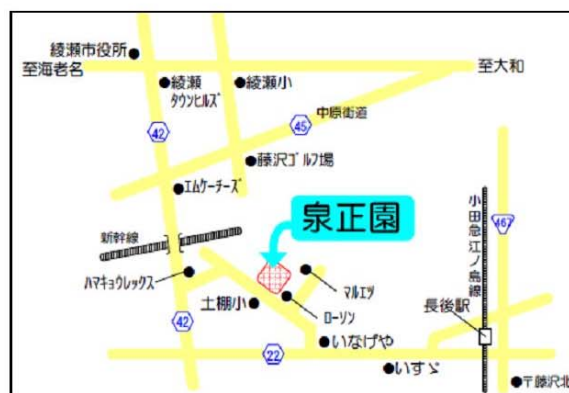 綾瀬市役所
至海老名
至大和
綾瀬
タウンヒルズ
綾瀬小
中原街道
45
42
藤沢ゴルフ場
エムケーチーズ
泉正園
新幹線
小田急江ノ島線
467
ハマキョウレックス
マルエツ
土棚小
ローソン
長後駅
42
いなげや
22
いすゞ
〒藤沢北